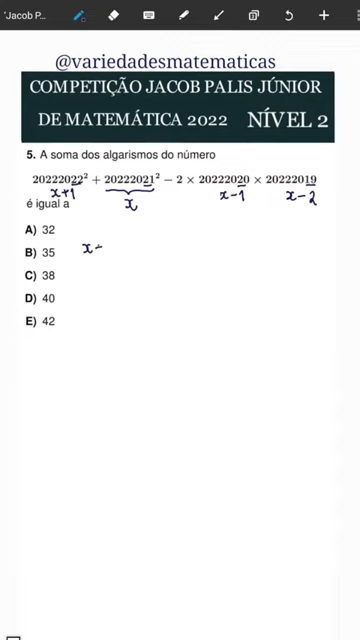 'Jacob P...
@variedadesmatematicas
COMPETIÇÃO JACOB PALIS JÚNIOR
DE MATEMÁTICA 2022 NÍVEL 2
5. A soma dos algarismos do número
20222022² + 20222021² − 2 × 20222020 × 20222019
x+1 x x−1 x−2
é igual a
A) 32
B) 35
x-
C) 38
D) 40
E) 42